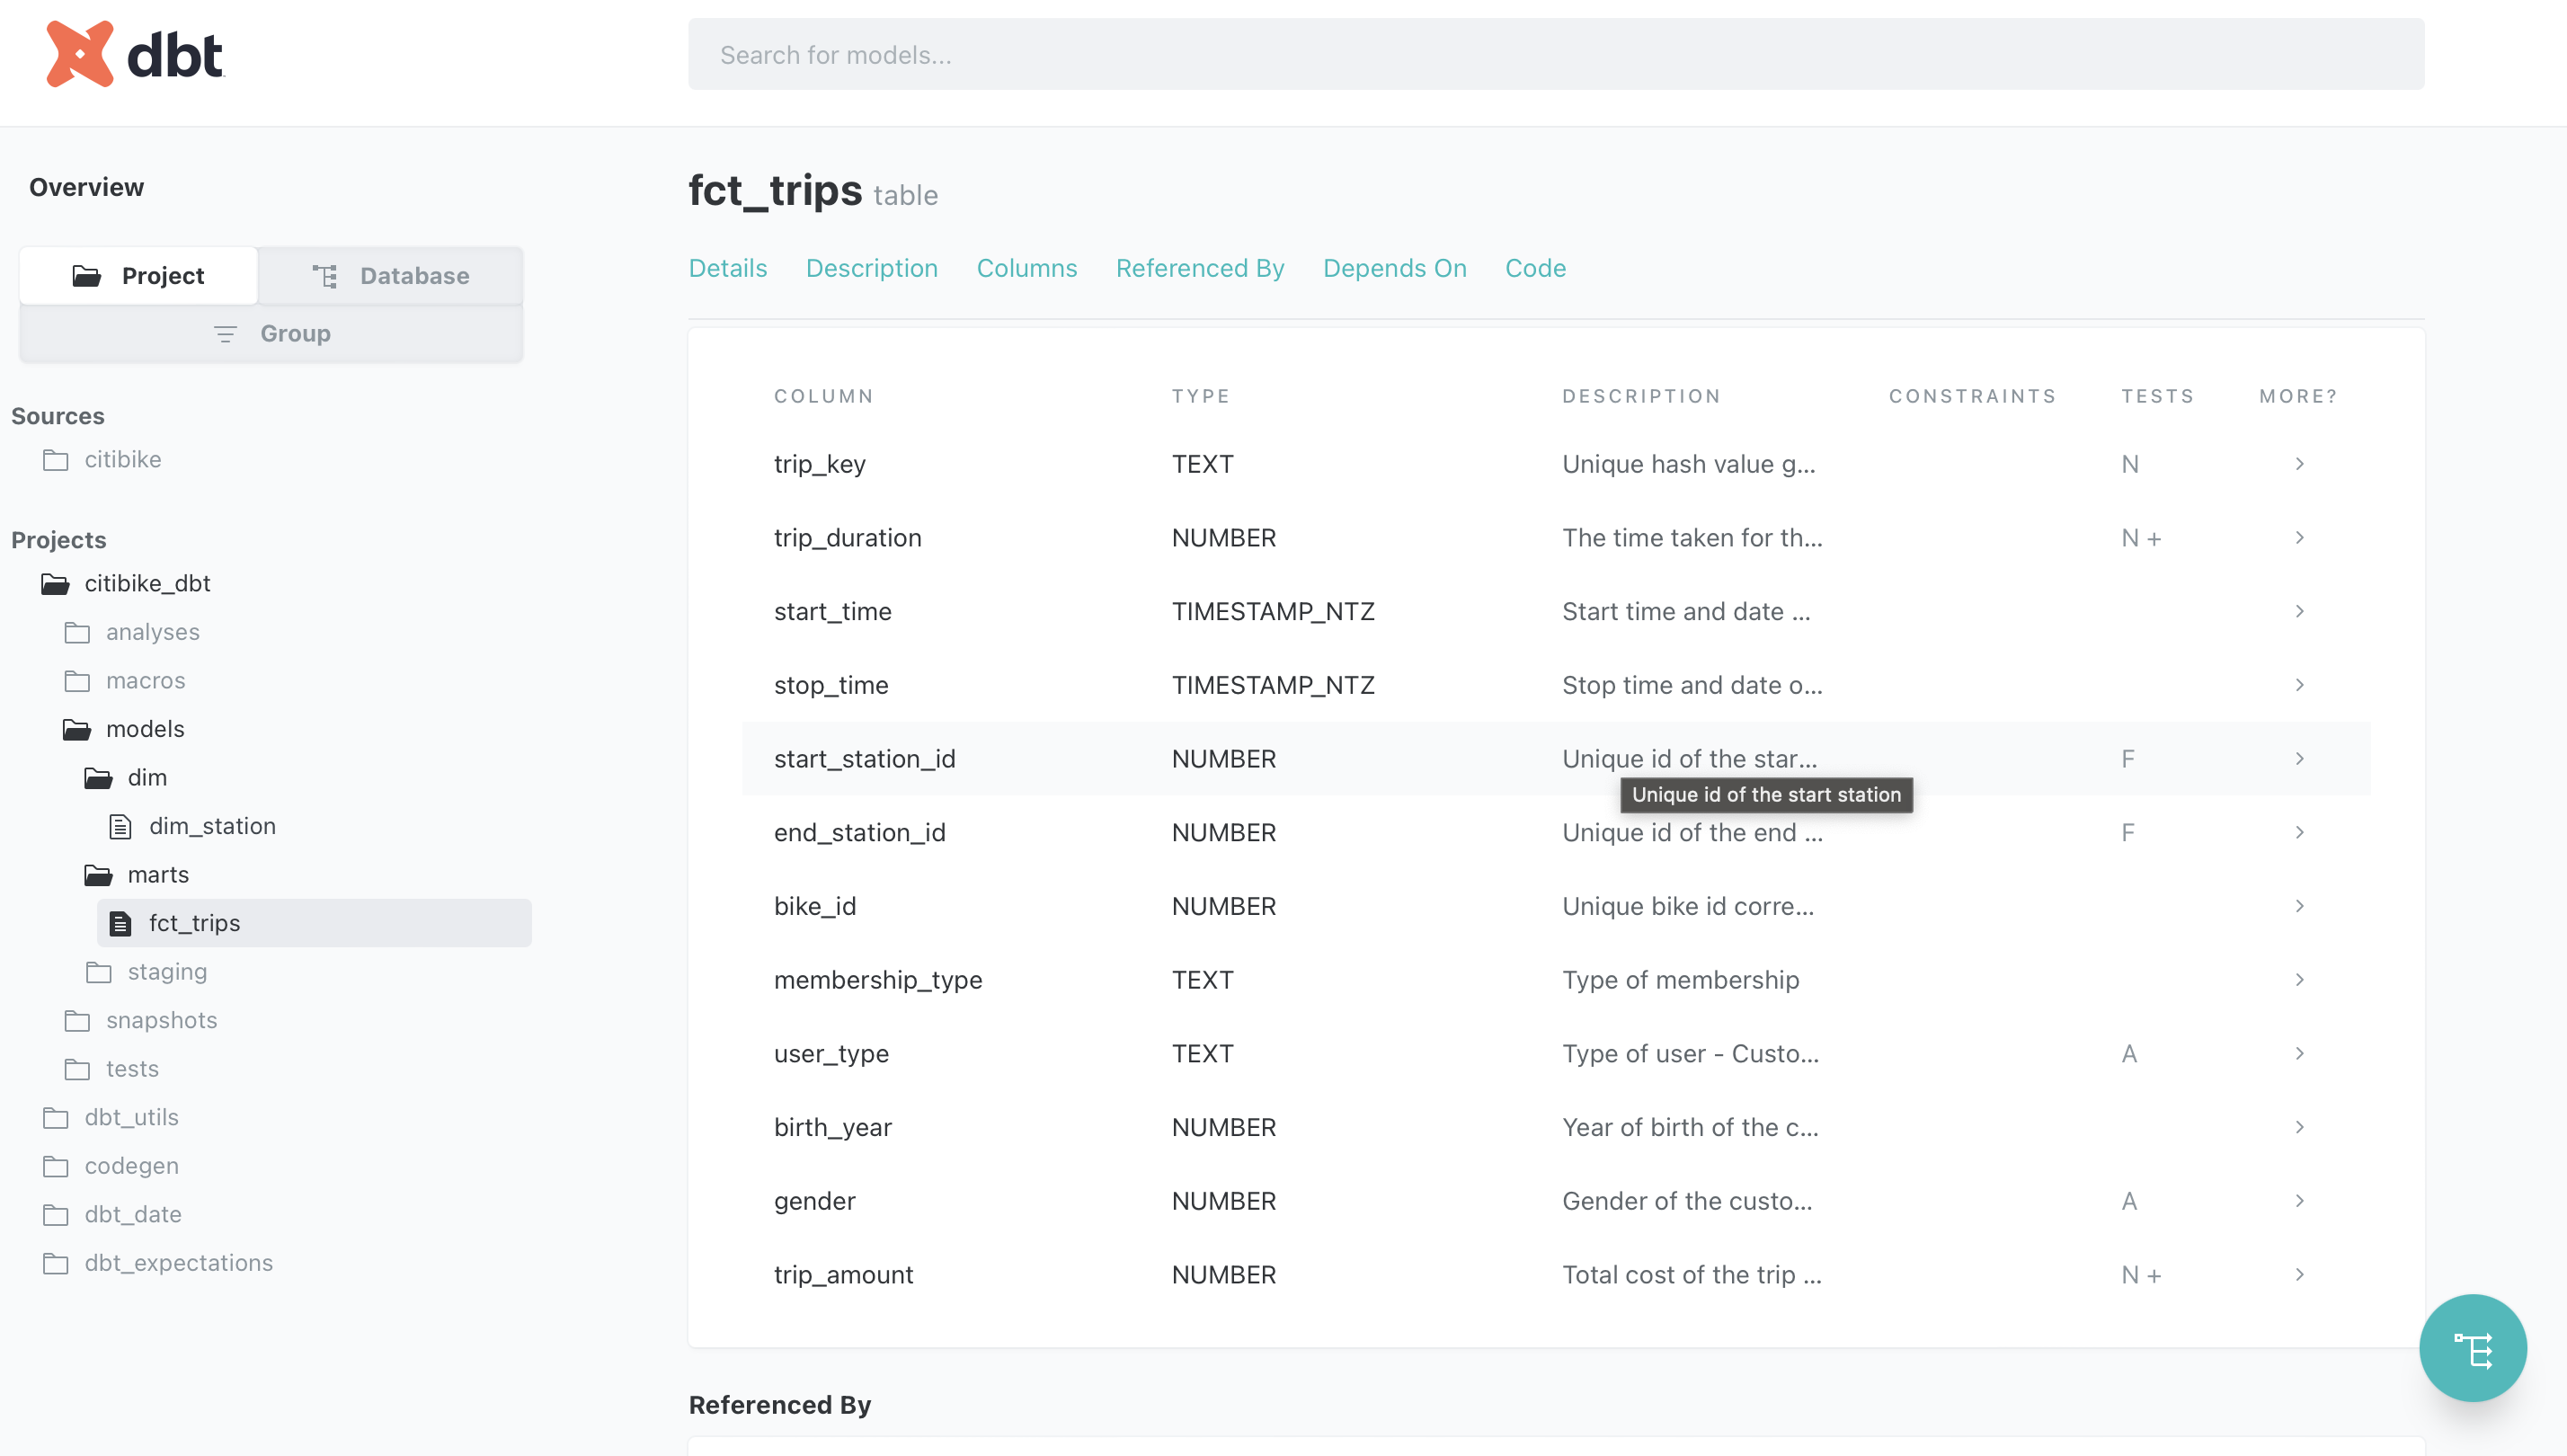 dbt
Search for models...
Overview
Project
Database
Group
Sources
citibike
Projects
citibike_dbt
analyses
macros
models
dim
dim_station
marts
fct_trips
staging
snapshots
tests
dbt_utils
codegen
dbt_date
dbt_expectations
fct_trips table
Details Description Columns Referenced By Depends On Code
COLUMN TYPE DESCRIPTION CONSTRAINTS TESTS MORE?
trip_key TEXT Unique hash value g... N
trip_duration NUMBER The time taken for th... N +
start_time TIMESTAMP_NTZ Start time and date ...
stop_time TIMESTAMP_NTZ Stop time and date o...
start_station_id NUMBER Unique id of the star... F
Unique id of the start station
end_station_id NUMBER Unique id of the end ... F
bike_id NUMBER Unique bike id corre...
membership_type TEXT Type of membership
user_type TEXT Type of user - Custo... A
birth_year NUMBER Year of birth of the c...
gender NUMBER Gender of the custo... A
trip_amount NUMBER Total cost of the trip ... N +
Referenced By